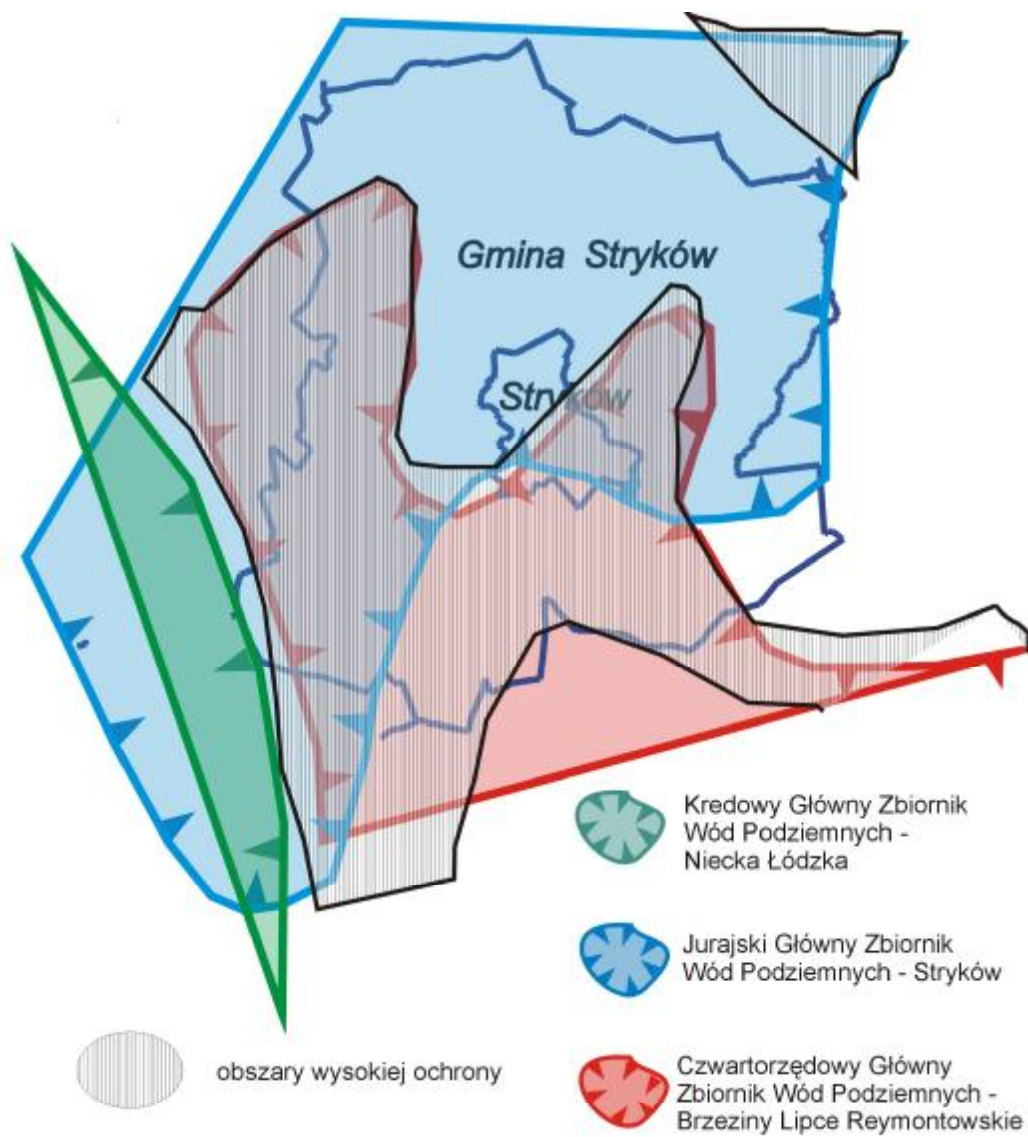 Gmina Stryków
Stryków
Kredowy Główny Zbiornik
Wód Podziemnych -
Niecka Łódzka
Jurajski Główny Zbiornik
Wód Podziemnych - Stryków
obszary wysokiej ochrony
Czwartorzędowy Główny
Zbiornik Wód Podziemnych -
Brzeziny Lipce Reymontowskie